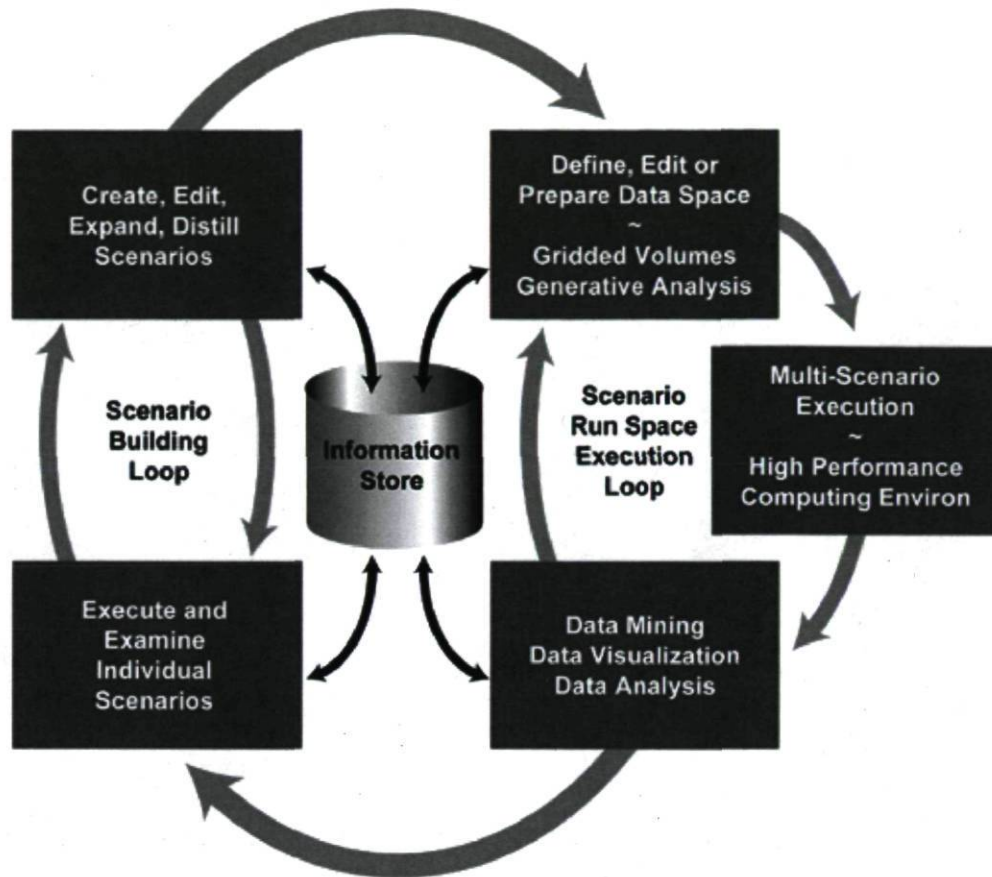 Create, Edit,
Expand, Distill
Scenarios
Define, Edit or
Prepare Data Space
~
Gridded Volumes
Generative Analysis
Scenario
Building
Loop
Information
Store
Scenario
Run Space
Execution
Loop
Multi-Scenario
Execution
~
High Performance
Computing Environ
Execute and
Examine
Individual
Scenarios
Data Mining
Data Visualization
Data Analysis